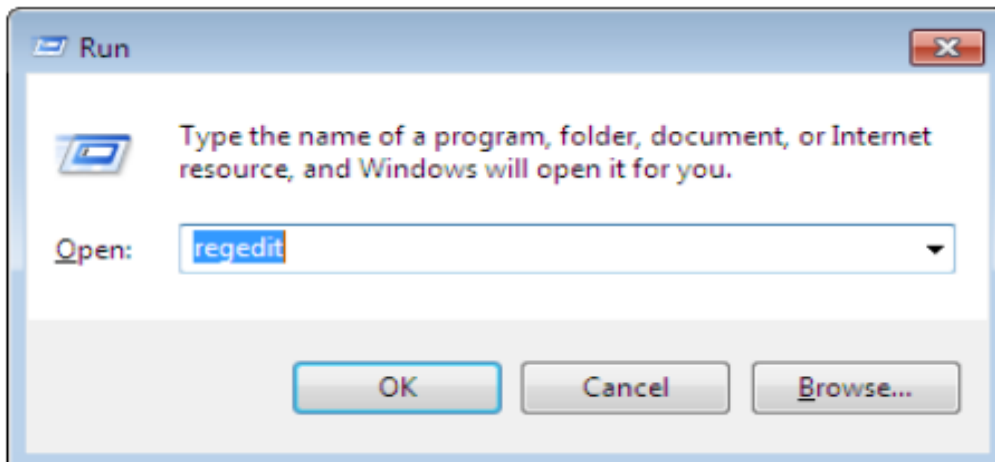 Run
Type the name of a program, folder, document, or Internet
resource, and Windows will open it for you.
Open: regedit
OK Cancel Browse...